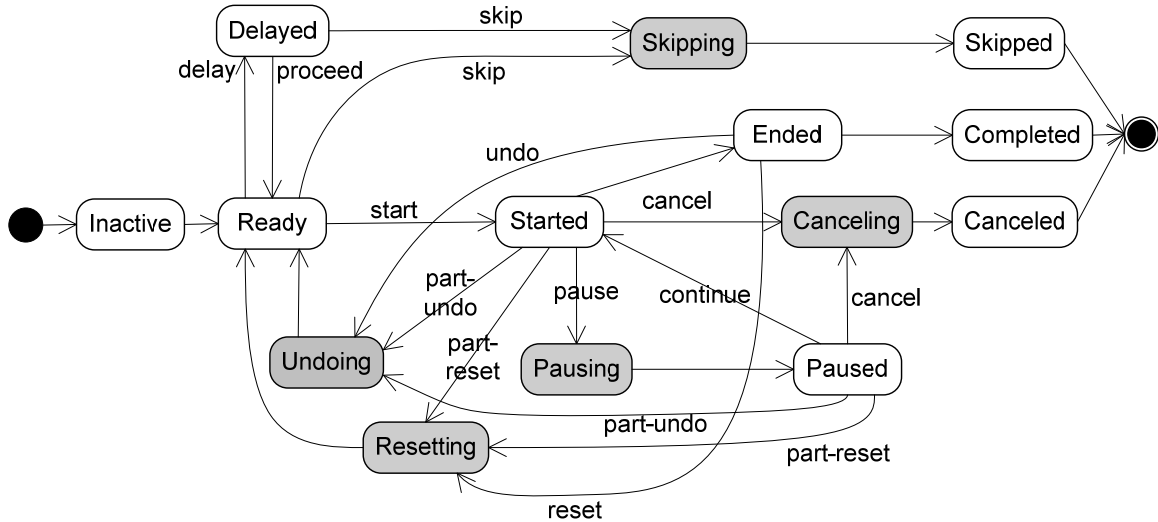 skip
Delayed
Skipping
Skipped
delay
proceed
skip
Ended
Completed
undo
Inactive
Ready
start
Started
cancel
Canceling
Canceled
part-
undo
pause
continue
cancel
part-
reset
Undoing
Pausing
Paused
part-undo
Resetting
part-reset
reset